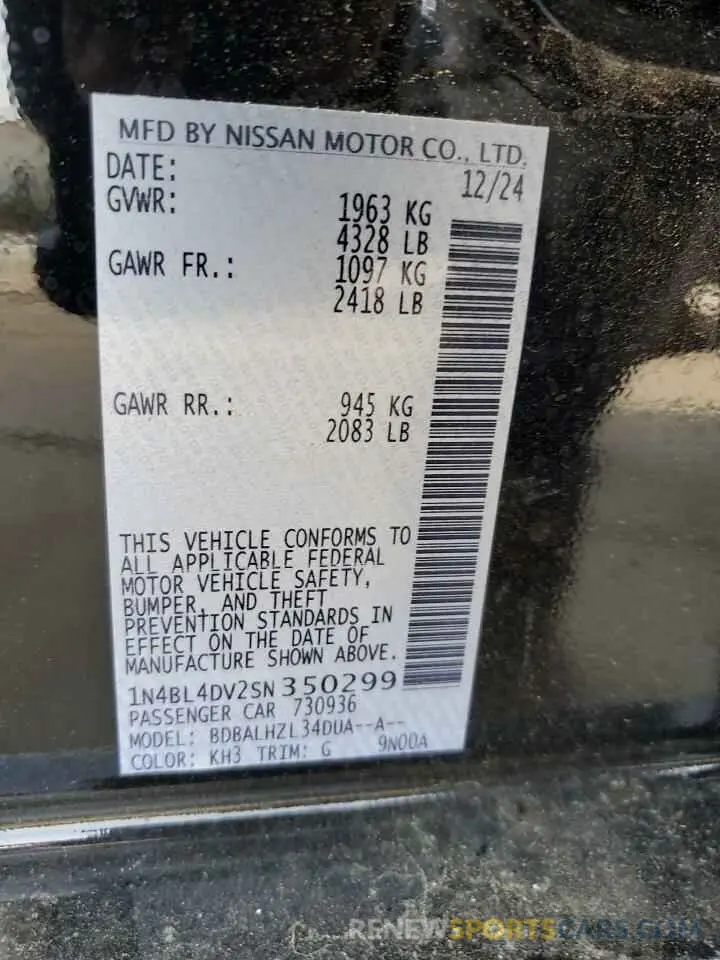 MFD BY NISSAN MOTOR CO., LTD.
DATE: 12/24
GVWR: 1963 KG
4328 LB
GAWR FR.: 1097 KG
2418 LB
GAWR RR.: 945 KG
2083 LB
THIS VEHICLE CONFORMS TO
ALL APPLICABLE FEDERAL
MOTOR VEHICLE SAFETY,
BUMPER, AND THEFT
PREVENTION STANDARDS IN
EFFECT ON THE DATE OF
MANUFACTURE SHOWN ABOVE.
1N4BL4DV2SN350299
PASSENGER CAR 730936
MODEL: BDBALHZL34DUA--A--
COLOR: KH3 TRIM: G 9N00A
RENEWSPORTSCARS.COM